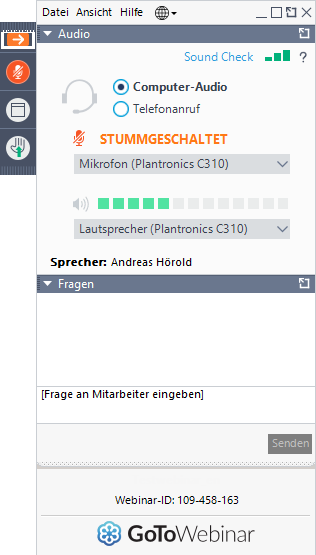 Datei Ansicht Hilfe
Audio
Sound Check ?
Computer-Audio
Telefonanruf
STUMMGESCHALTET
Mikrofon (Plantronics C310)
Lautsprecher (Plantronics C310)
Sprecher: Andreas Hörold
Fragen
[Frage an Mitarbeiter eingeben]
Senden
Webinar-ID: 109-458-163
GoToWebinar